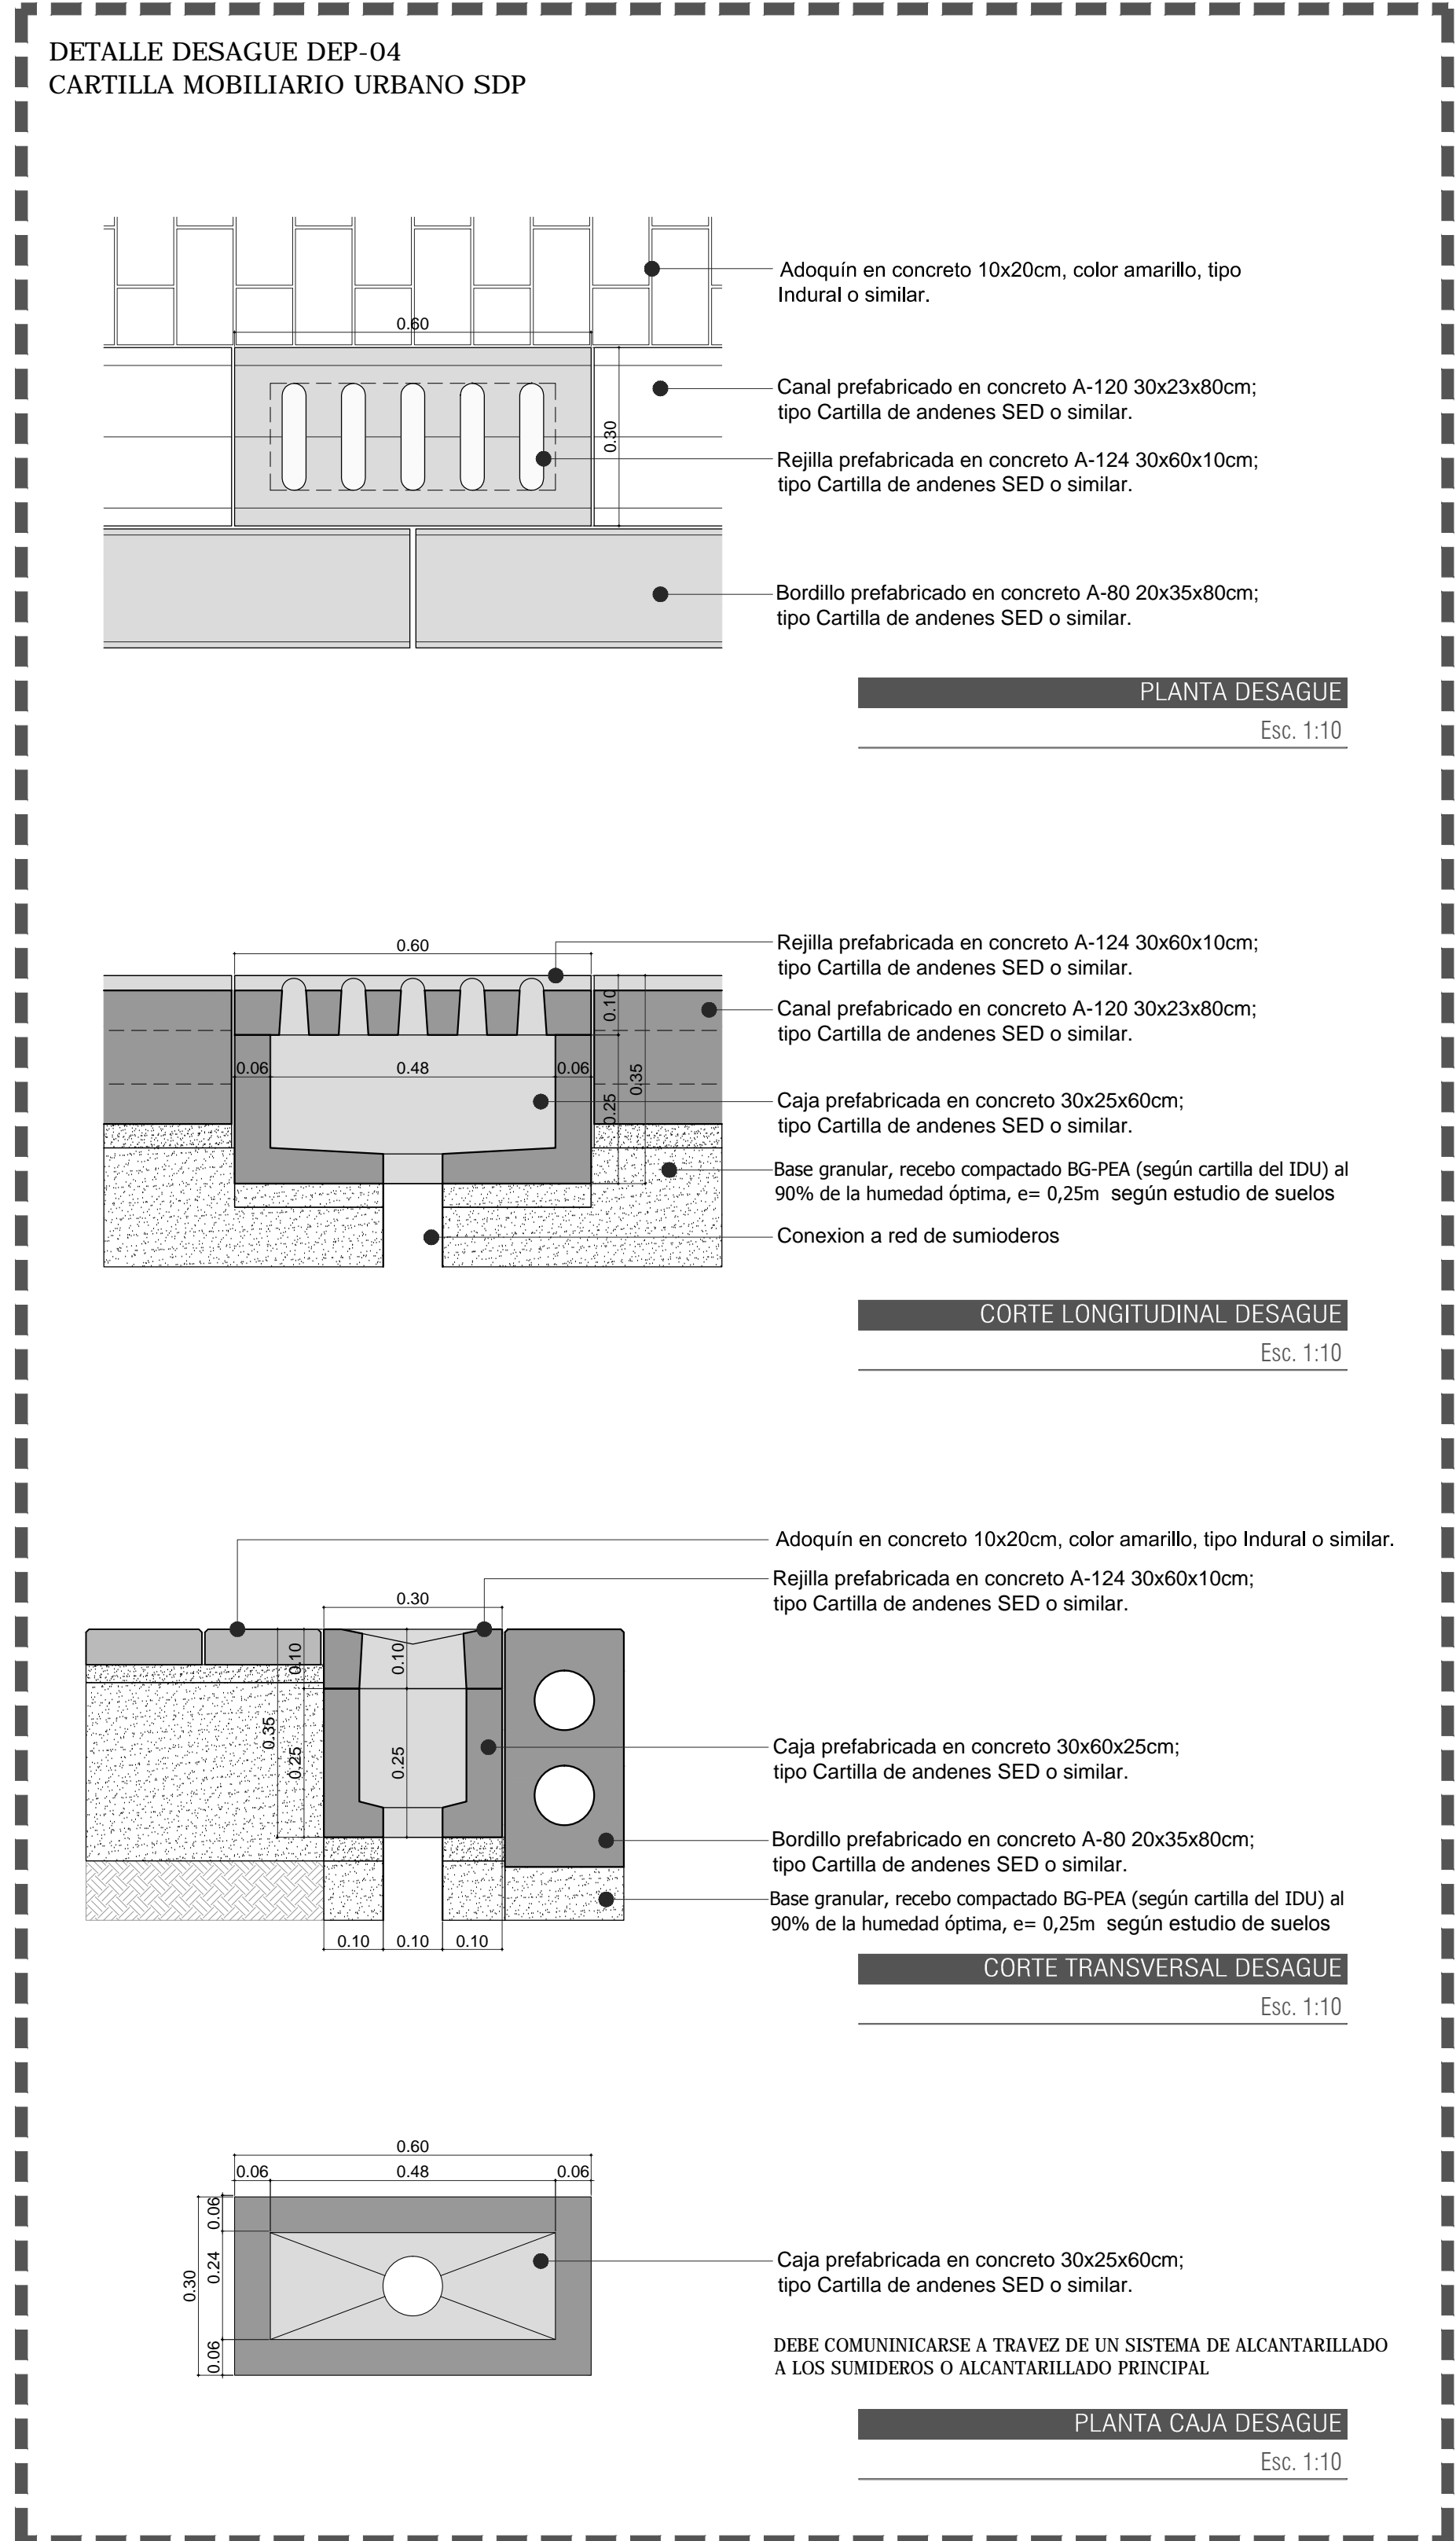 DETALLE DESAGUE DEP-04
CARTILLA MOBILIARIO URBANO SDP
Adoquín en concreto 10x20cm, color amarillo, tipo
Indural o similar.
0.60
Canal prefabricado en concreto A-120 30x23x80cm;
tipo Cartilla de andenes SED o similar.
0.30
Rejilla prefabricada en concreto A-124 30x60x10cm;
tipo Cartilla de andenes SED o similar.
Bordillo prefabricado en concreto A-80 20x35x80cm;
tipo Cartilla de andenes SED o similar.
PLANTA DESAGUE
Esc. 1:10
0.60
Rejilla prefabricada en concreto A-124 30x60x10cm;
tipo Cartilla de andenes SED o similar.
0.10
Canal prefabricado en concreto A-120 30x23x80cm;
tipo Cartilla de andenes SED o similar.
0.06 0.48 0.06
0.35
0.25
Caja prefabricada en concreto 30x25x60cm;
tipo Cartilla de andenes SED o similar.
Base granular, recebo compactado BG-PEA (según cartilla del IDU) al
90% de la humedad óptima, e= 0,25m según estudio de suelos
Conexion a red de sumioderos
CORTE LONGITUDINAL DESAGUE
Esc. 1:10
Adoquín en concreto 10x20cm, color amarillo, tipo Indural o similar.
Rejilla prefabricada en concreto A-124 30x60x10cm;
tipo Cartilla de andenes SED o similar.
0.30
0.10 0.10
0.35
0.25 0.25
Caja prefabricada en concreto 30x60x25cm;
tipo Cartilla de andenes SED o similar.
Bordillo prefabricado en concreto A-80 20x35x80cm;
tipo Cartilla de andenes SED o similar.
Base granular, recebo compactado BG-PEA (según cartilla del IDU) al
90% de la humedad óptima, e= 0,25m según estudio de suelos
0.10 0.10 0.10
CORTE TRANSVERSAL DESAGUE
Esc. 1:10
0.60
0.06 0.48 0.06
0.06
0.24
0.30
0.06
Caja prefabricada en concreto 30x25x60cm;
tipo Cartilla de andenes SED o similar.
DEBE COMUNINICARSE A TRAVEZ DE UN SISTEMA DE ALCANTARILLADO
A LOS SUMIDEROS O ALCANTARILLADO PRINCIPAL
PLANTA CAJA DESAGUE
Esc. 1:10